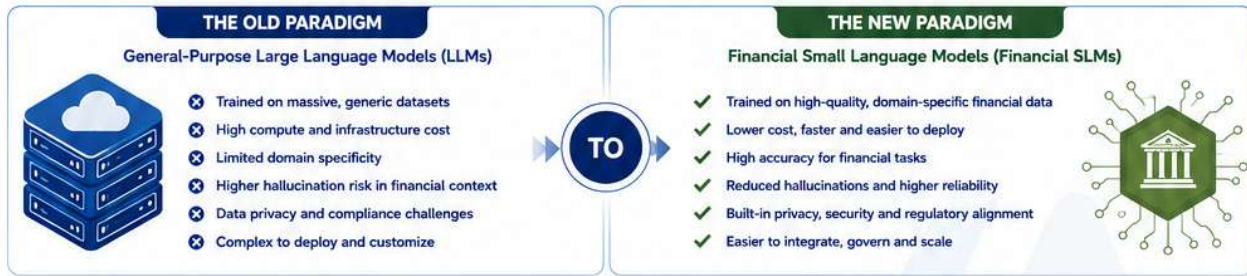 THE OLD PARADIGM
General-Purpose Large Language Models (LLMs)
Trained on massive, generic datasets
High compute and infrastructure cost
Limited domain specificity
Higher hallucination risk in financial context
Data privacy and compliance challenges
Complex to deploy and customize
TO
THE NEW PARADIGM
Financial Small Language Models (Financial SLMs)
Trained on high-quality, domain-specific financial data
Lower cost, faster and easier to deploy
High accuracy for financial tasks
Reduced hallucinations and higher reliability
Built-in privacy, security and regulatory alignment
Easier to integrate, govern and scale